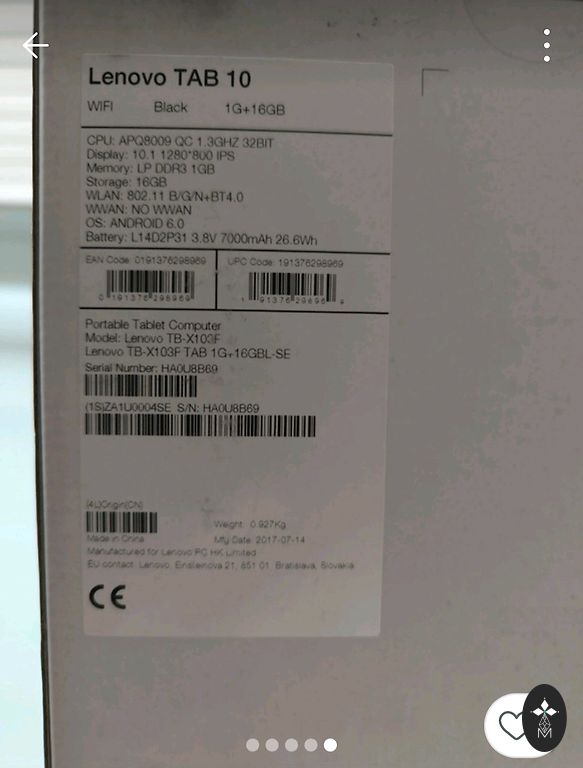 Lenovo TAB 10
WIFI Black 1G+16GB
CPU: APQ8009 QC 1.3GHZ 32BIT
Display: 10.1 1280*800 IPS
Memory: LP DDR3 1GB
Storage: 16GB
WLAN: 802.11 B/G/N+BT4.0
WWAN: NO WWAN
OS: ANDROID 6.0
Battery: L14D2P31 3.8V 7000mAh 26.6Wh
EAN Code: 0191376298969 UPC Code: 191376298969
0 191376 298969 1 91376 29896 9
Portable Tablet Computer
Model: Lenovo TB-X103F
Lenovo TB-X103F TAB 1G+16GBL-SE
Serial Number: HA0U8B69
(1S)ZA1U0004SE S/N: HA0U8B69
(4L)Origin(CN)
Weight: 0.927Kg
Made in China Mfg Date: 2017-07-14
Manufactured for Lenovo PC HK Limited
EU contact: Lenovo, Einsteinova 21, 851 01 Bratislava, Slovakia
CE
M